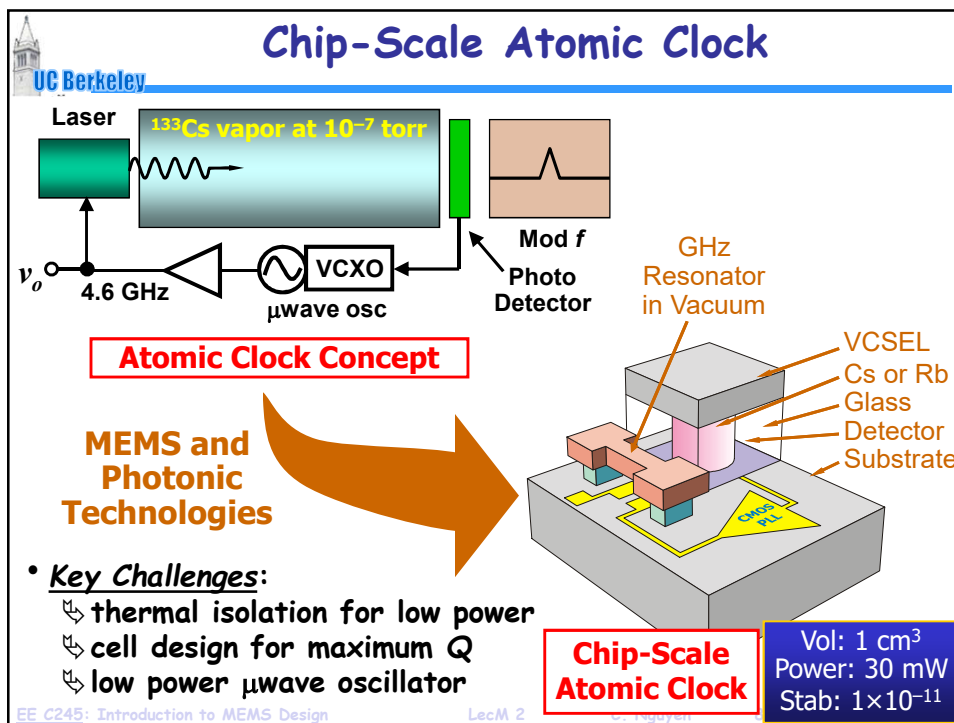 Chip-Scale Atomic Clock
UC Berkeley
Laser
¹³³Cs vapor at 10⁻⁷ torr
Mod f
Photo
Detector
VCXO
μwave osc
4.6 GHz
vₒ
Atomic Clock Concept
GHz
Resonator
in Vacuum
VCSEL
Cs or Rb
Glass
Detector
Substrate
CMOS
PLL
MEMS and
Photonic
Technologies
• Key Challenges:
thermal isolation for low power
cell design for maximum Q
low power μwave oscillator
Chip-Scale
Atomic Clock
Vol: 1 cm³
Power: 30 mW
Stab: 1×10⁻¹¹
EE C245: Introduction to MEMS Design LecM 2 C. Nguyen